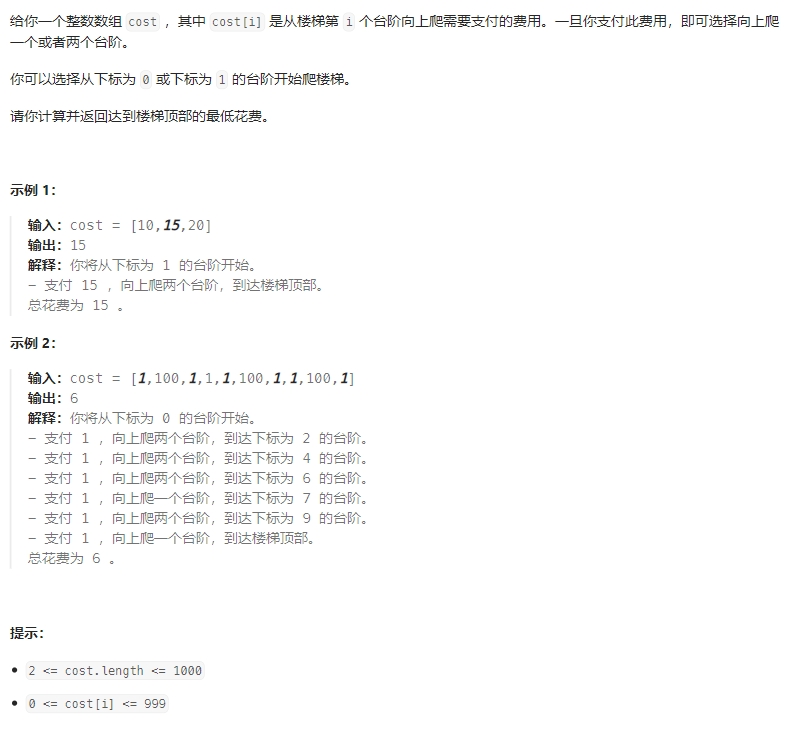 给你一个整数数组 cost ，其中 cost[i] 是从楼梯第 i 个台阶向上爬需要支付的费用。一旦你支付此费用，即可选择向上爬
一个或者两个台阶。
你可以选择从下标为 0 或下标为 1 的台阶开始爬楼梯。
请你计算并返回达到楼梯顶部的最低花费。
示例 1：
输入：cost = [10,15,20]
输出：15
解释：你将从下标为 1 的台阶开始。
- 支付 15 ，向上爬两个台阶，到达楼梯顶部。
总花费为 15 。
示例 2：
输入：cost = [1,100,1,1,1,100,1,1,100,1]
输出：6
解释：你将从下标为 0 的台阶开始。
- 支付 1 ，向上爬两个台阶，到达下标为 2 的台阶。
- 支付 1 ，向上爬两个台阶，到达下标为 4 的台阶。
- 支付 1 ，向上爬两个台阶，到达下标为 6 的台阶。
- 支付 1 ，向上爬一个台阶，到达下标为 7 的台阶。
- 支付 1 ，向上爬两个台阶，到达下标为 9 的台阶。
- 支付 1 ，向上爬一个台阶，到达楼梯顶部。
总花费为 6 。
提示：
• 2 <= cost.length <= 1000
• 0 <= cost[i] <= 999